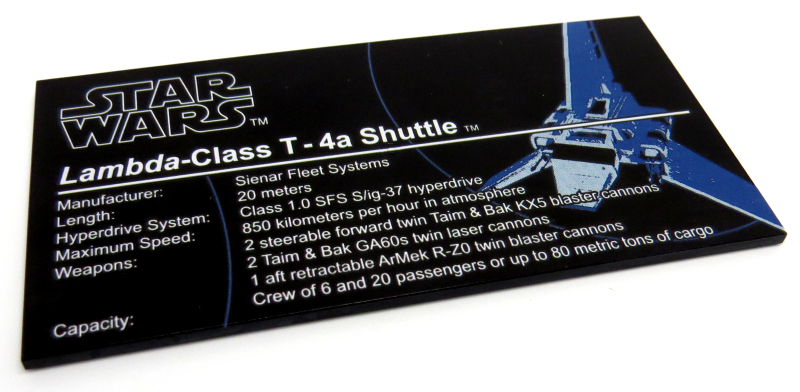 STAR
WARS™
Lambda-Class T-4a Shuttle ™
Manufacturer: Sienar Fleet Systems
Length: 20 meters
Hyperdrive System: Class 1.0 SFS S/ig-37 hyperdrive
Maximum Speed: 850 kilometers per hour in atmosphere
Weapons: 2 steerable forward twin Taim & Bak KX5 blaster cannons
2 Taim & Bak GA60s twin laser cannons
1 aft retractable ArMek R-Z0 twin blaster cannons
Capacity: Crew of 6 and 20 passengers or up to 80 metric tons of cargo